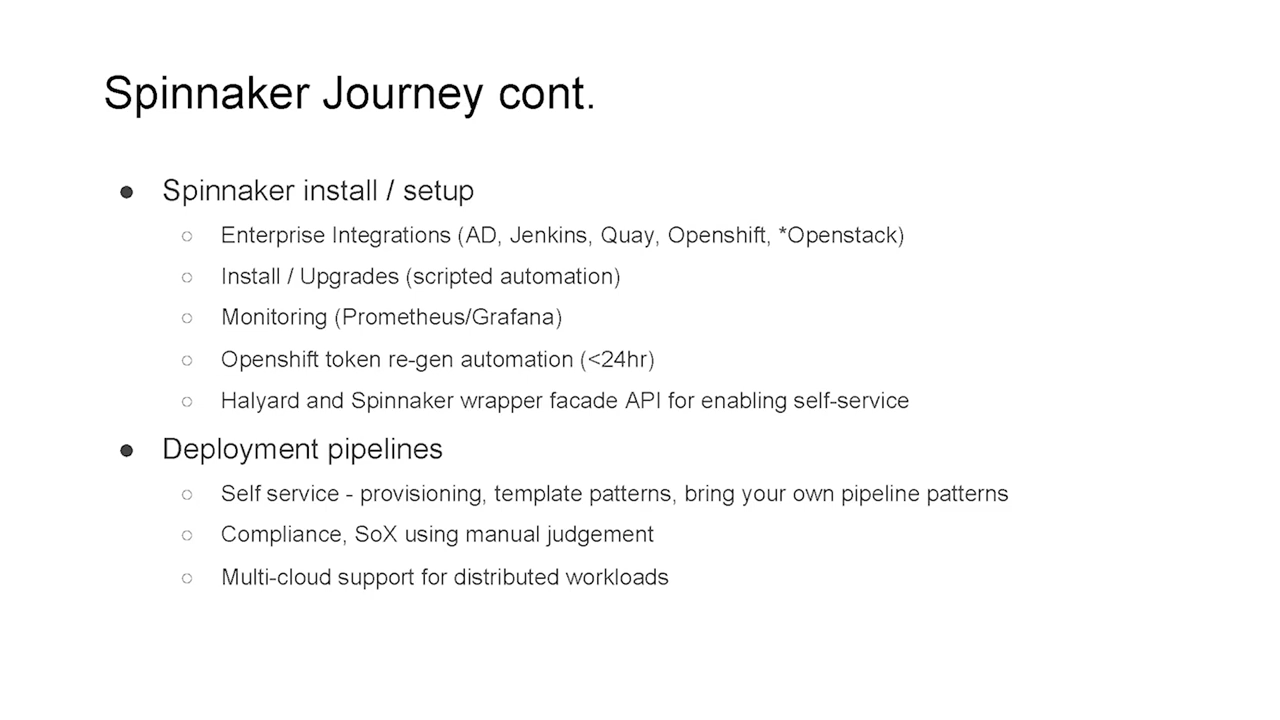 Spinnaker Journey cont.
● Spinnaker install / setup
○ Enterprise Integrations (AD, Jenkins, Quay, Openshift, *Openstack)
○ Install / Upgrades (scripted automation)
○ Monitoring (Prometheus/Grafana)
○ Openshift token re-gen automation (<24hr)
○ Halyard and Spinnaker wrapper facade API for enabling self-service
● Deployment pipelines
○ Self service - provisioning, template patterns, bring your own pipeline patterns
○ Compliance, SoX using manual judgement
○ Multi-cloud support for distributed workloads